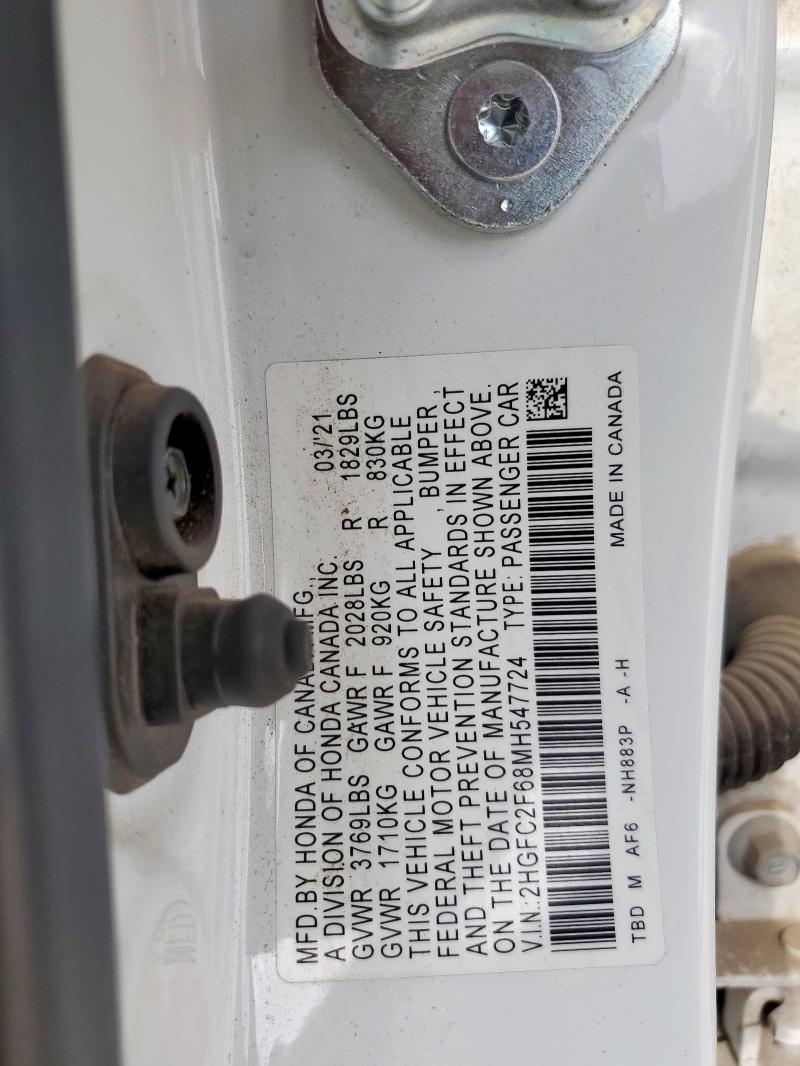 MFD.BY HONDA OF CANADA MFG.,
A DIVISION OF HONDA CANADA INC. 03/'21
GVWR 3769LBS GAWR F 2028LBS R 1829LBS
GVWR 1710KG GAWR F 920KG R 830KG
THIS VEHICLE CONFORMS TO ALL APPLICABLE
FEDERAL MOTOR VEHICLE SAFETY , BUMPER ,
AND THEFT PREVENTION STANDARDS IN EFFECT
ON THE DATE OF MANUFACTURE SHOWN ABOVE.
V.I.N.:2HGFC2F68MH547724 TYPE: PASSENGER CAR
TBD M AF6 -NH883P -A -H MADE IN CANADA